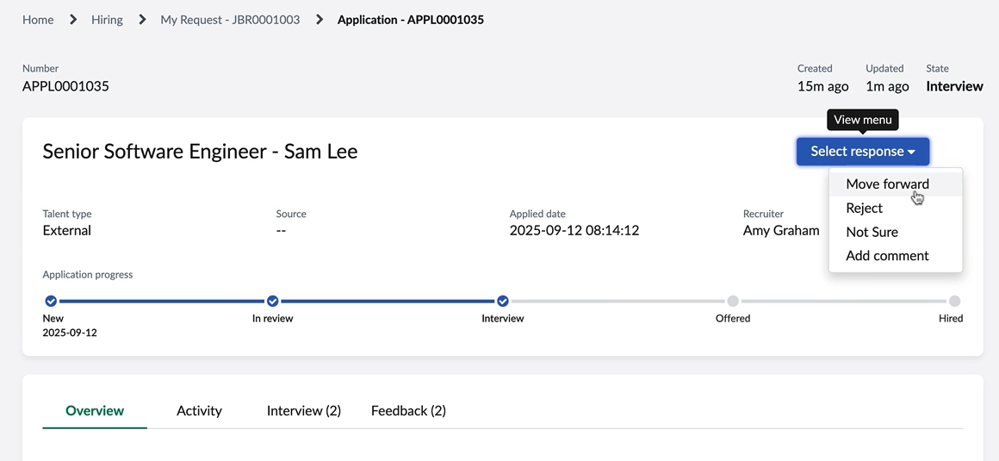 Home Hiring My Request - JBR0001003 Application - APPL0001035
Number Created Updated State
APPL0001035 15m ago 1m ago Interview
View menu
Senior Software Engineer - Sam Lee Select response
Move forward
Reject
Not Sure
Add comment
Talent type Source Applied date Recruiter
External -- 2025-09-12 08:14:12 Amy Graham
Application progress
New In review Interview Offered Hired
2025-09-12
Overview Activity Interview (2) Feedback (2)